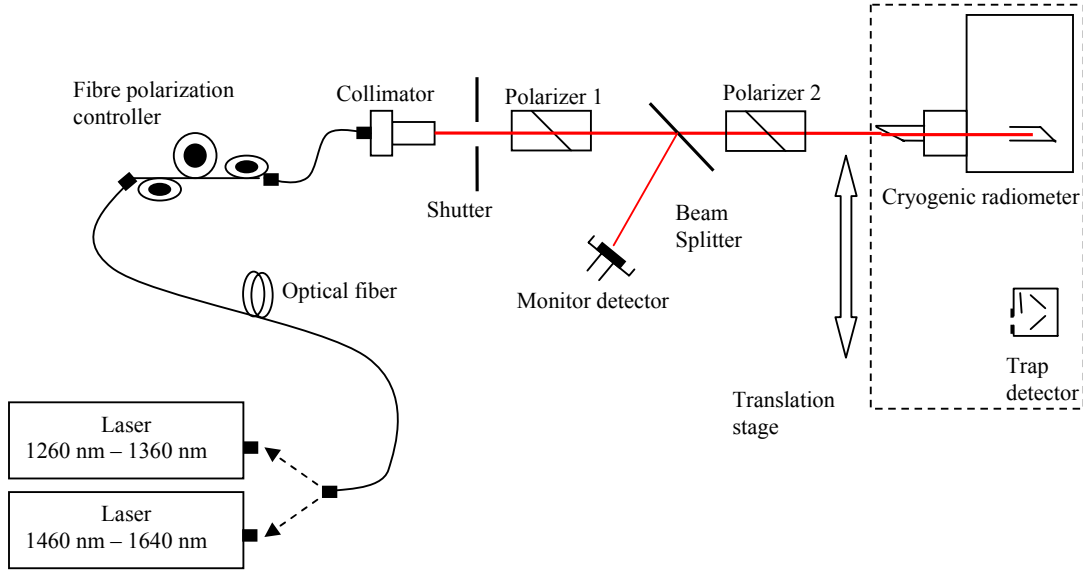 Fibre polarization
controller
Collimator
Polarizer 1
Polarizer 2
Shutter
Beam
Splitter
Cryogenic radiometer
Monitor detector
Optical fiber
Trap
detector
Translation
stage
Laser
1260 nm – 1360 nm
Laser
1460 nm – 1640 nm